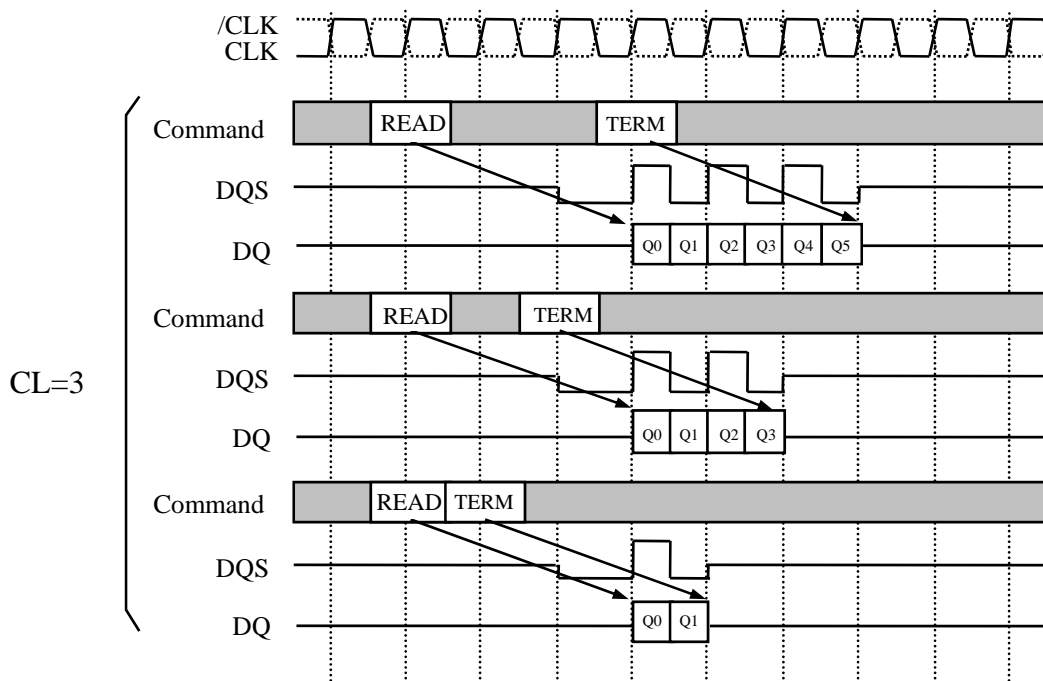 /CLK
CLK
Command READ TERM
DQS
DQ Q0 Q1 Q2 Q3 Q4 Q5
Command READ TERM
CL=3
DQS
DQ Q0 Q1 Q2 Q3
Command READ TERM
DQS
DQ Q0 Q1